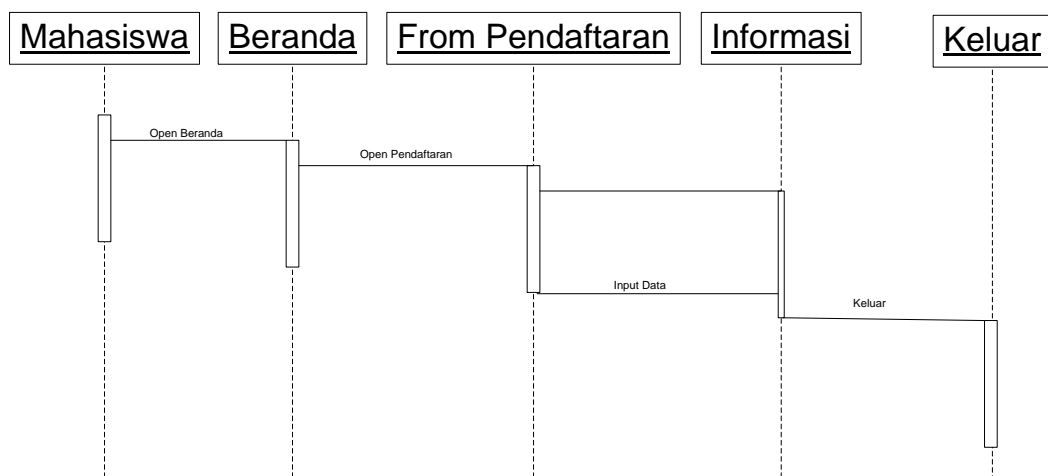 Mahasiswa
Beranda
From Pendaftaran
Informasi
Keluar
Open Beranda
Open Pendaftaran
Input Data
Keluar